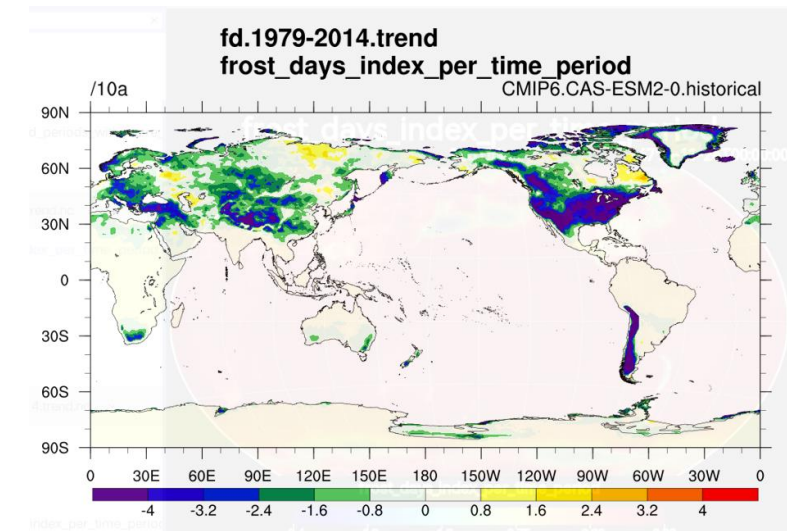 fd.1979-2014.trend
frost_days_index_per_time_period
/10a CMIP6.CAS-ESM2-0.historical
90N
60N
30N
0
30S
60S
90S
0 30E 60E 90E 120E 150E 180 150W 120W 90W 60W 30W 0
-4 -3.2 -2.4 -1.6 -0.8 0 0.8 1.6 2.4 3.2 4